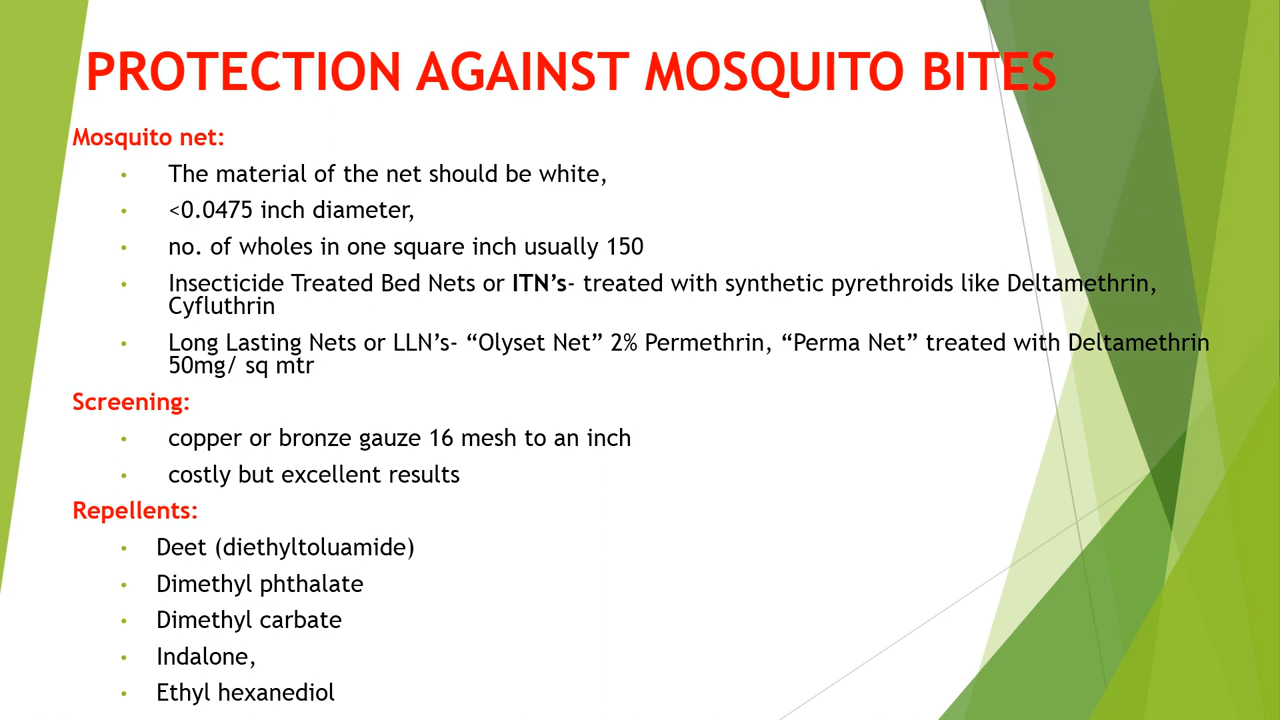 PROTECTION AGAINST MOSQUITO BITES
Mosquito net:
• The material of the net should be white,
• <0.0475 inch diameter,
• no. of wholes in one square inch usually 150
• Insecticide Treated Bed Nets or ITN’s- treated with synthetic pyrethroids like Deltamethrin,
Cyfluthrin
• Long Lasting Nets or LLN’s- “Olyset Net” 2% Permethrin, “Perma Net” treated with Deltamethrin
50mg/ sq mtr
Screening:
• copper or bronze gauze 16 mesh to an inch
• costly but excellent results
Repellents:
• Deet (diethyltoluamide)
• Dimethyl phthalate
• Dimethyl carbate
• Indalone,
• Ethyl hexanediol